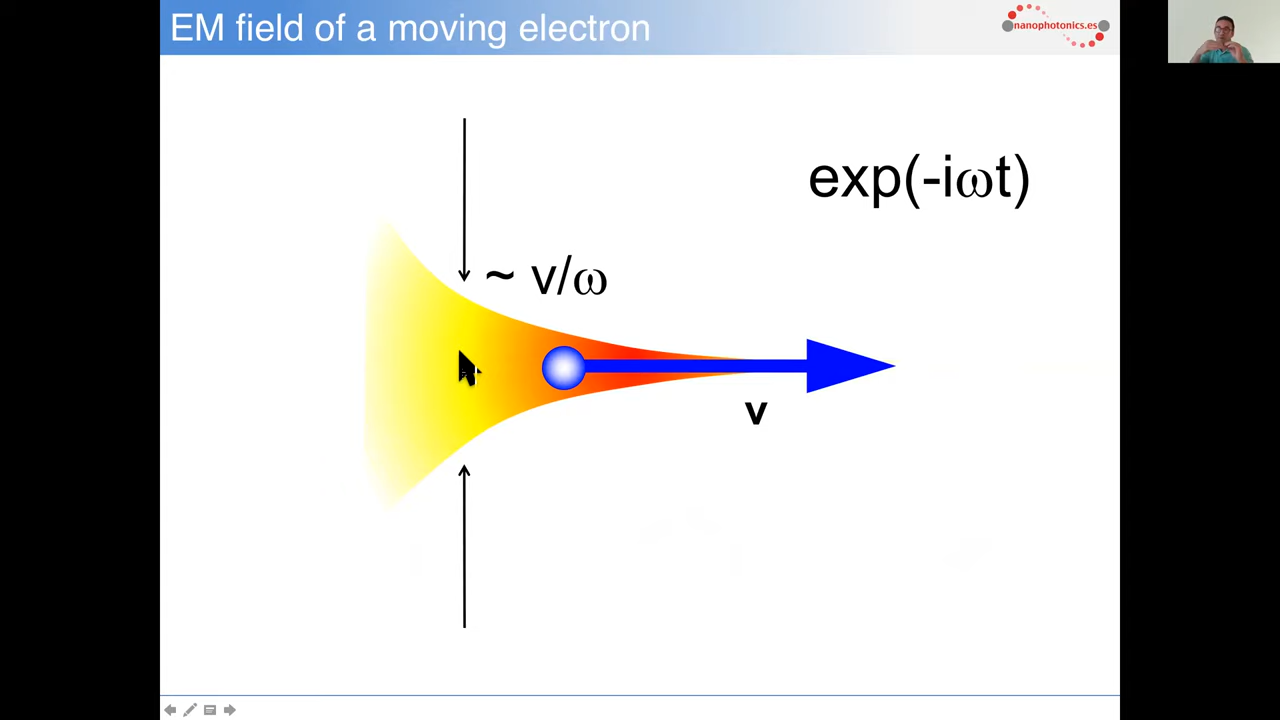 EM field of a moving electron
nanophotonics.es
exp(-iωt)
~ v/ω
v